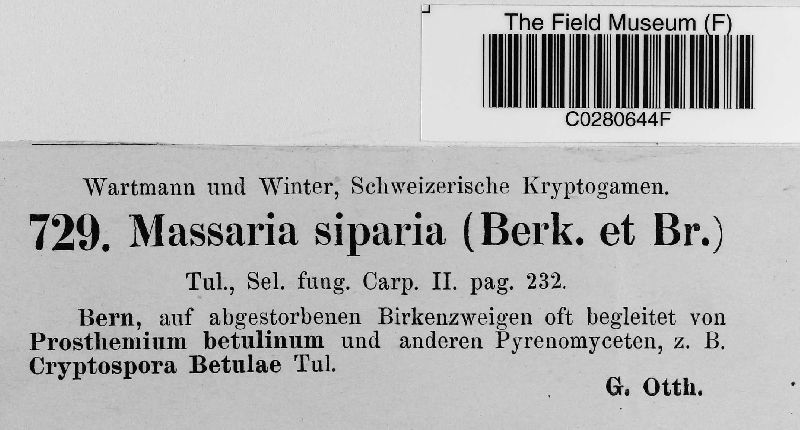 The Field Museum (F)
C0280644F
Wartmann und Winter, Schweizerische Kryptogamen.
729. Massaria siparia (Berk. et Br.)
Tul., Sel. fung. Carp. II. pag. 232.
Bern, auf abgestorbenen Birkenzweigen oft begleitet von
Prosthemium betulinum und anderen Pyrenomyceten, z. B.
Cryptospora Betulae Tul.
G. Otth.